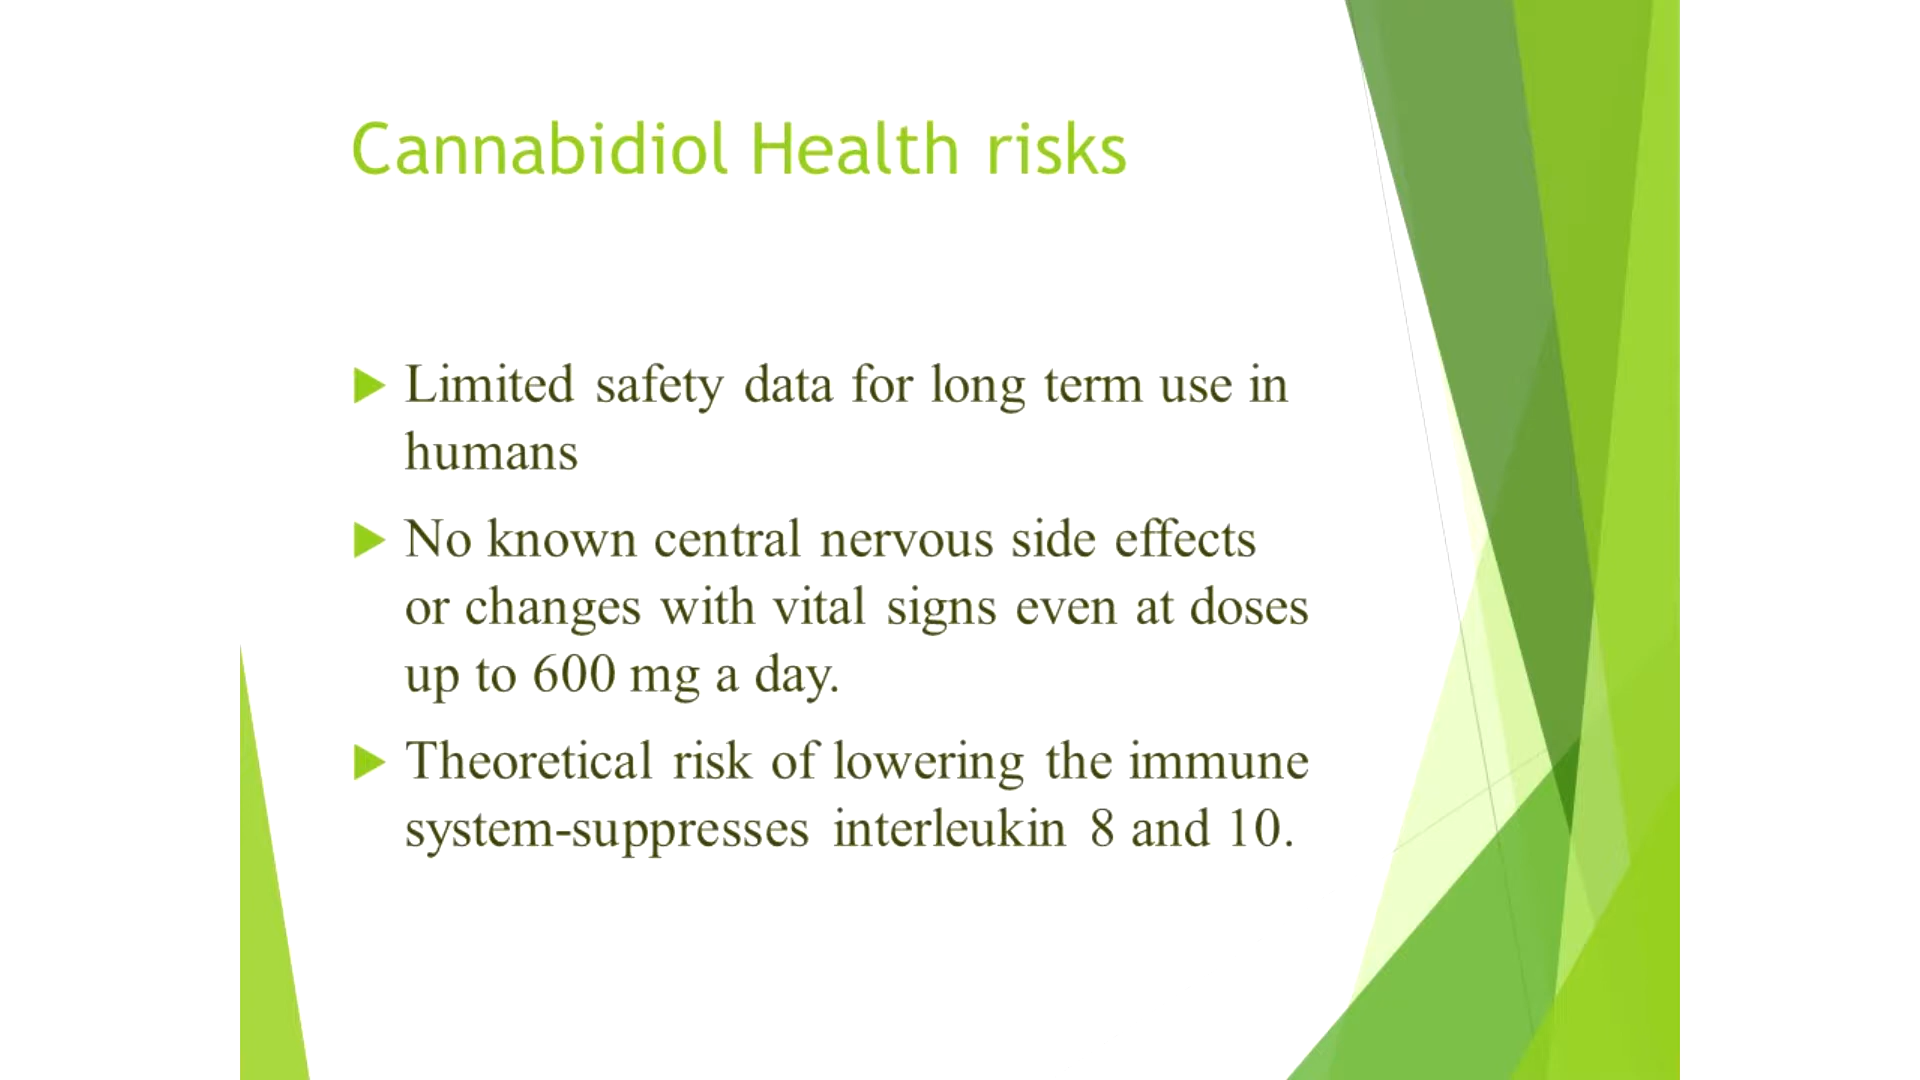 Cannabidiol Health risks
Limited safety data for long term use in
humans
No known central nervous side effects
or changes with vital signs even at doses
up to 600 mg a day.
Theoretical risk of lowering the immune
system-suppresses interleukin 8 and 10.